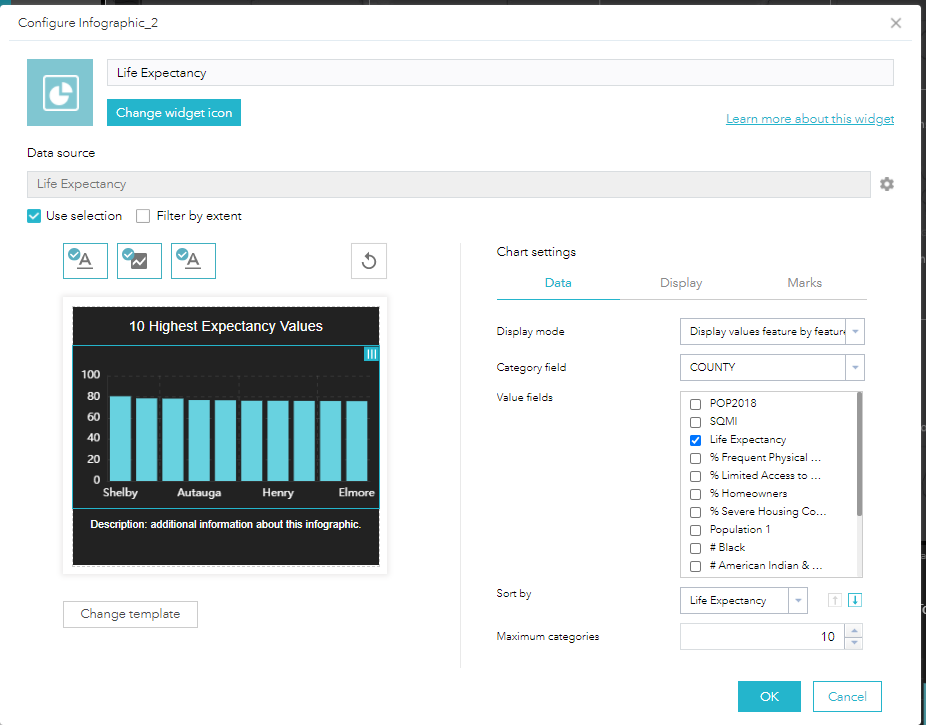 Configure Infographic_2
Life Expectancy
Change widget icon
Learn more about this widget
Data source
Life Expectancy
Use selection
Filter by extent
A
A
10 Highest Expectancy Values
100
80
60
40
20
0
Shelby Autauga Henry Elmore
Description: additional information about this infographic.
Change template
Chart settings
Data Display Marks
Display mode
Display values feature by feature
Category field
COUNTY
Value fields
POP2018
SQMI
Life Expectancy
% Frequent Physical ...
% Limited Access to ...
% Homeowners
% Severe Housing Co...
Population 1
# Black
# American Indian & ...
Sort by
Life Expectancy
Maximum categories
10
OK
Cancel